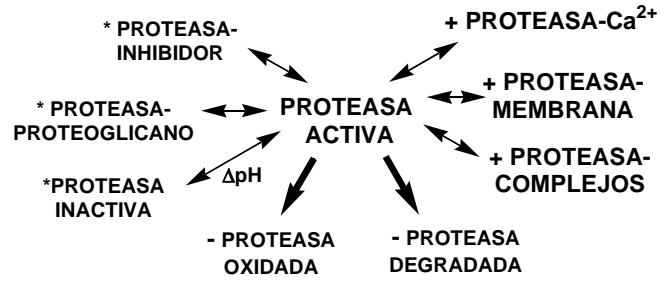 * PROTEASA-
INHIBIDOR
+ PROTEASA-Ca²⁺
* PROTEASA-
PROTEOGLICANO
PROTEASA
ACTIVA
+ PROTEASA-
MEMBRANA
*PROTEASA
INACTIVA
ΔpH
+ PROTEASA-
COMPLEJOS
- PROTEASA
OXIDADA
- PROTEASA
DEGRADADA